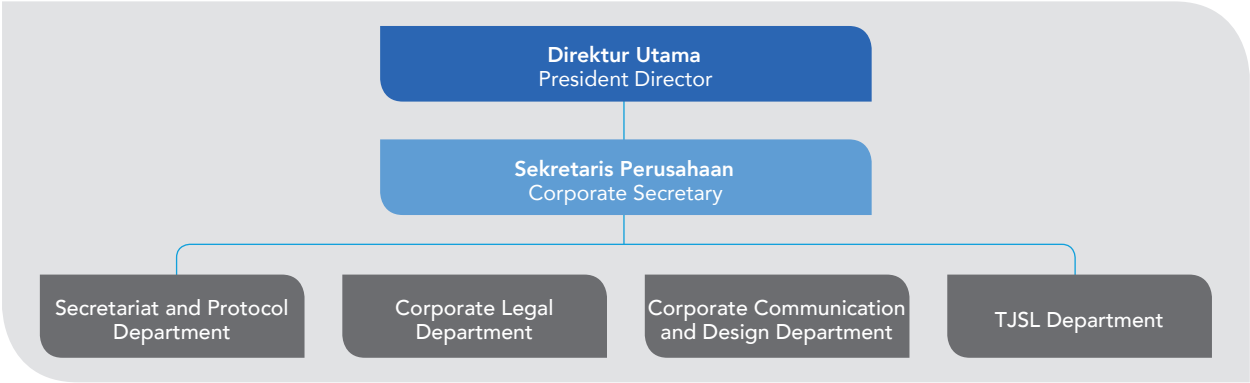 Direktur Utama
President Director
Sekretaris Perusahaan
Corporate Secretary
Secretariat and Protocol
Department
Corporate Legal
Department
Corporate Communication
and Design Department
TJSL Department